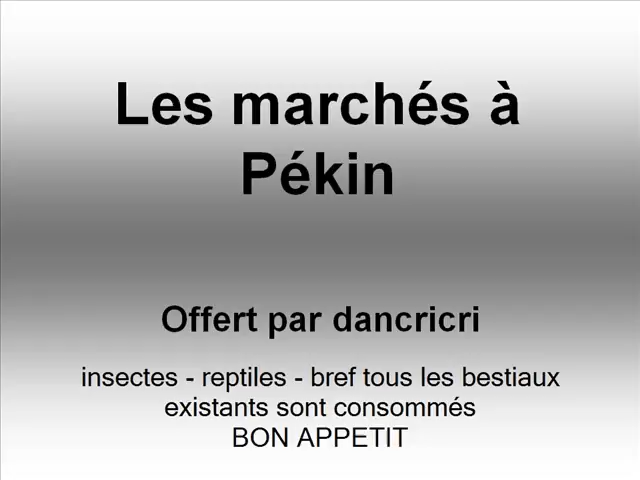 Les marchés à
Pékin
Offert par dancricri
insectes - reptiles - bref tous les bestiaux
existants sont consommés
BON APPETIT